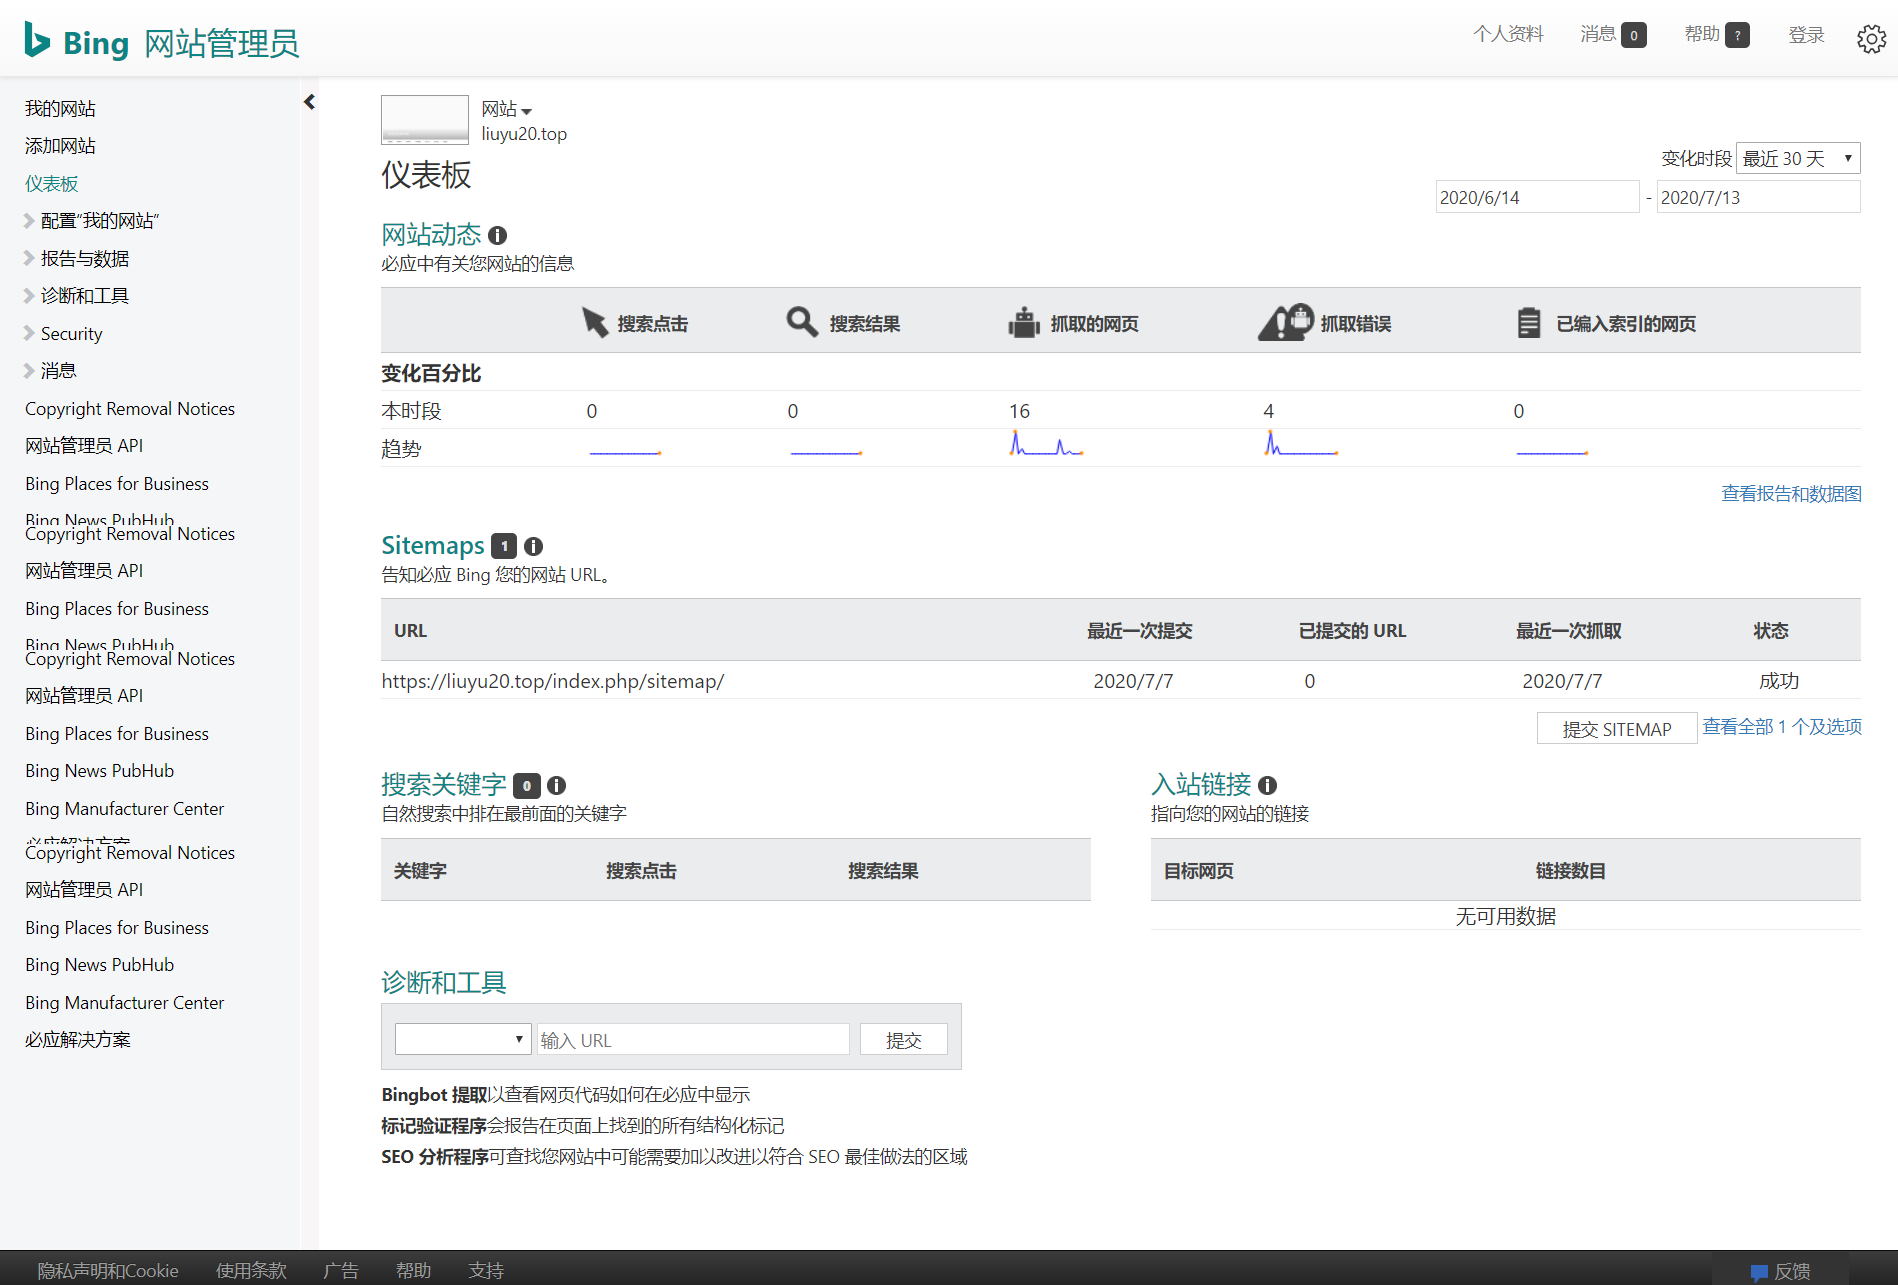 Bing 网站管理员
个人资料 消息 0 帮助 ? 登录
我的网站
添加网站
仪表板
配置“我的网站”
报告与数据
诊断和工具
Security
消息
Copyright Removal Notices
网站管理员 API
Bing Places for Business
Bing News PubHub
Copyright Removal Notices
网站管理员 API
Bing Places for Business
Bing News PubHub
Copyright Removal Notices
网站管理员 API
Bing Places for Business
Bing News PubHub
Bing Manufacturer Center
必应解决方案
Copyright Removal Notices
网站管理员 API
Bing Places for Business
Bing News PubHub
Bing Manufacturer Center
必应解决方案
网站
liuyu20.top
仪表板
变化时段 最近 30 天
2020/6/14 - 2020/7/13
网站动态
必应中有关您网站的信息
搜索点击 搜索结果 抓取的网页 抓取错误 已编入索引的网页
变化百分比
本时段 0 0 16 4 0
趋势
查看报告和数据图
Sitemaps 1
告知必应 Bing 您的网站 URL。
URL 最近一次提交 已提交的 URL 最近一次抓取 状态
https://liuyu20.top/index.php/sitemap/ 2020/7/7 0 2020/7/7 成功
提交 SITEMAP 查看全部 1 个及选项
搜索关键字 0
自然搜索中排在最前面的关键字
关键字 搜索点击 搜索结果
入站链接
指向您的网站的链接
目标网页 链接数目
无可用数据
诊断和工具
输入 URL 提交
Bingbot 提取以查看网页代码如何在必应中显示
标记验证程序会报告在页面上找到的所有结构化标记
SEO 分析程序可查找您网站中可能需要加以改进以符合 SEO 最佳做法的区域
隐私声明和Cookie 使用条款 广告 帮助 支持 反馈